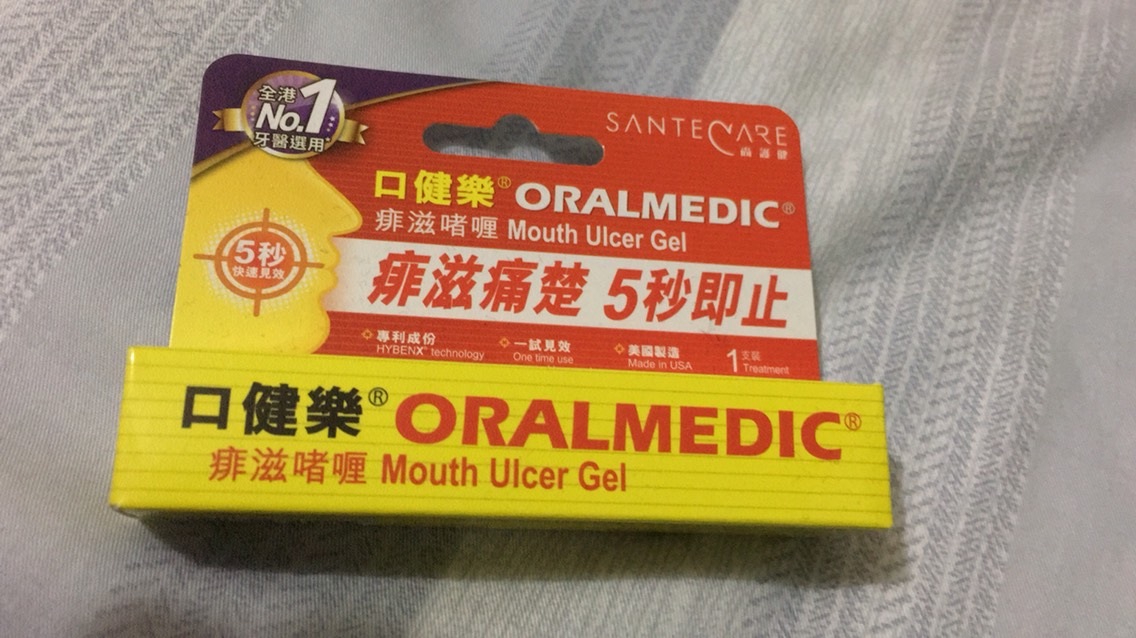 全港
No.1
牙醫選用
SANTECARE
口健樂® ORALMEDIC®
痱滋啫喱 Mouth Ulcer Gel
5秒
快速見效
痱滋痛楚 5秒即止
專利成份
HYBENX® technology
一試見效
One time use
美國製造
Made in USA
1 支裝
Treatment
口健樂® ORALMEDIC®
痱滋啫喱 Mouth Ulcer Gel